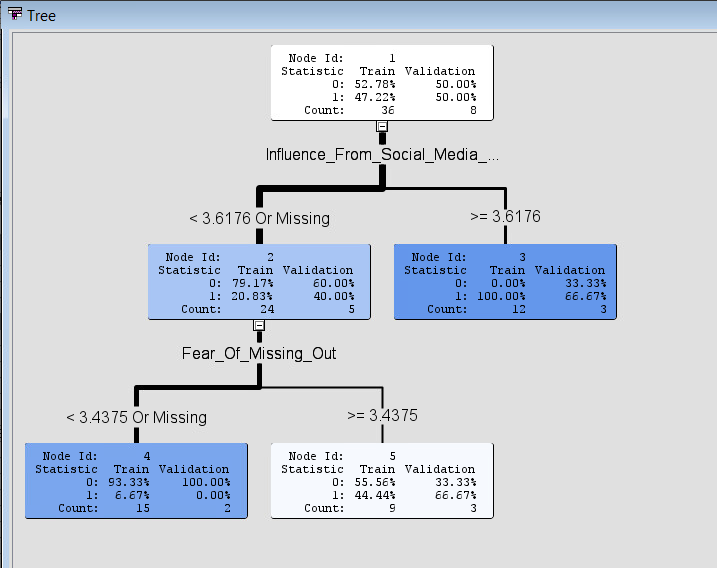 Tree
Node Id: 1
Statistic Train Validation
0: 52.78% 50.00%
1: 47.22% 50.00%
Count: 36 8
Influence_From_Social_Media_...
< 3.6176 Or Missing
>= 3.6176
Node Id: 2
Statistic Train Validation
0: 79.17% 60.00%
1: 20.83% 40.00%
Count: 24 5
Node Id: 3
Statistic Train Validation
0: 0.00% 33.33%
1: 100.00% 66.67%
Count: 12 3
Fear_Of_Missing_Out
< 3.4375 Or Missing
>= 3.4375
Node Id: 4
Statistic Train Validation
0: 93.33% 100.00%
1: 6.67% 0.00%
Count: 15 2
Node Id: 5
Statistic Train Validation
0: 55.56% 33.33%
1: 44.44% 66.67%
Count: 9 3